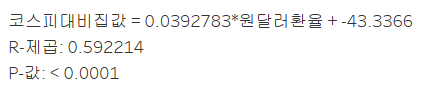 코스피대비집값 = 0.0392783*원달러환율 + -43.3366
R-제곱: 0.592214
P-값: < 0.0001